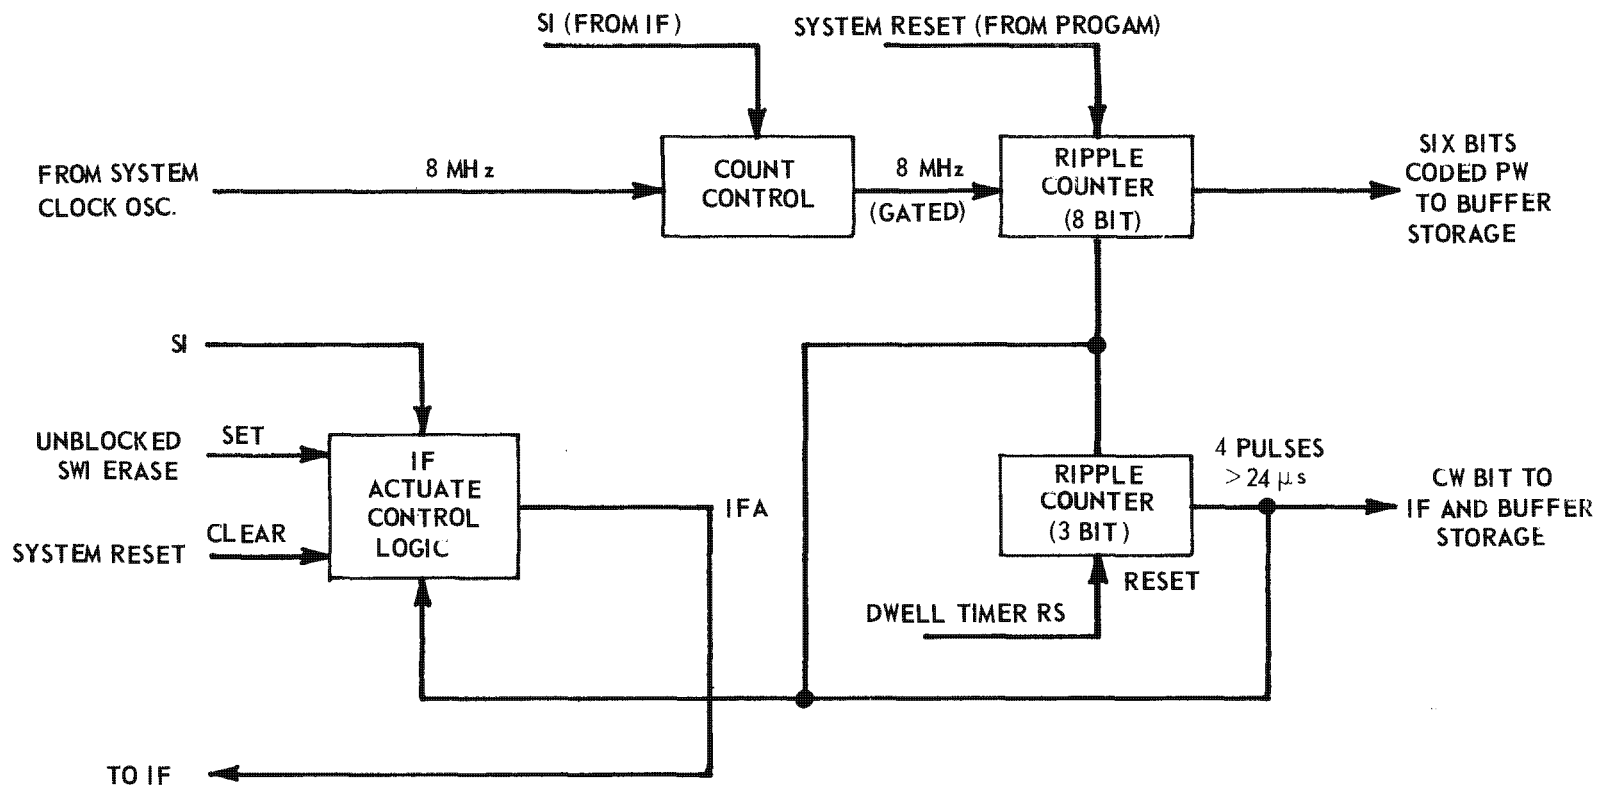 SI (FROM IF)
SYSTEM RESET (FROM PROGAM)
FROM SYSTEM
CLOCK OSC.
8 MHz
COUNT
CONTROL
8 MHz
(GATED)
RIPPLE
COUNTER
(8 BIT)
SIX BITS
CODED PW
TO BUFFER
STORAGE
SI
UNBLOCKED
SWI ERASE
SET
SYSTEM RESET
CLEAR
IF
ACTUATE
CONTROL
LOGIC
IFA
RIPPLE
COUNTER
(3 BIT)
4 PULSES
>24 μs
CW BIT TO
IF AND BUFFER
STORAGE
RESET
DWELL TIMER RS
TO IF